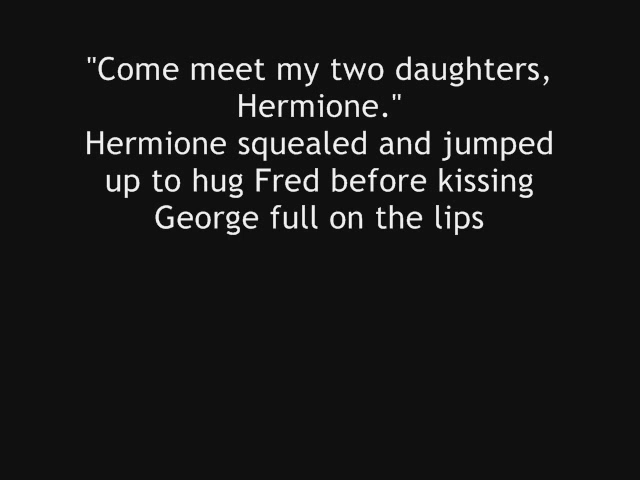 "Come meet my two daughters,
Hermione."
Hermione squealed and jumped
up to hug Fred before kissing
George full on the lips